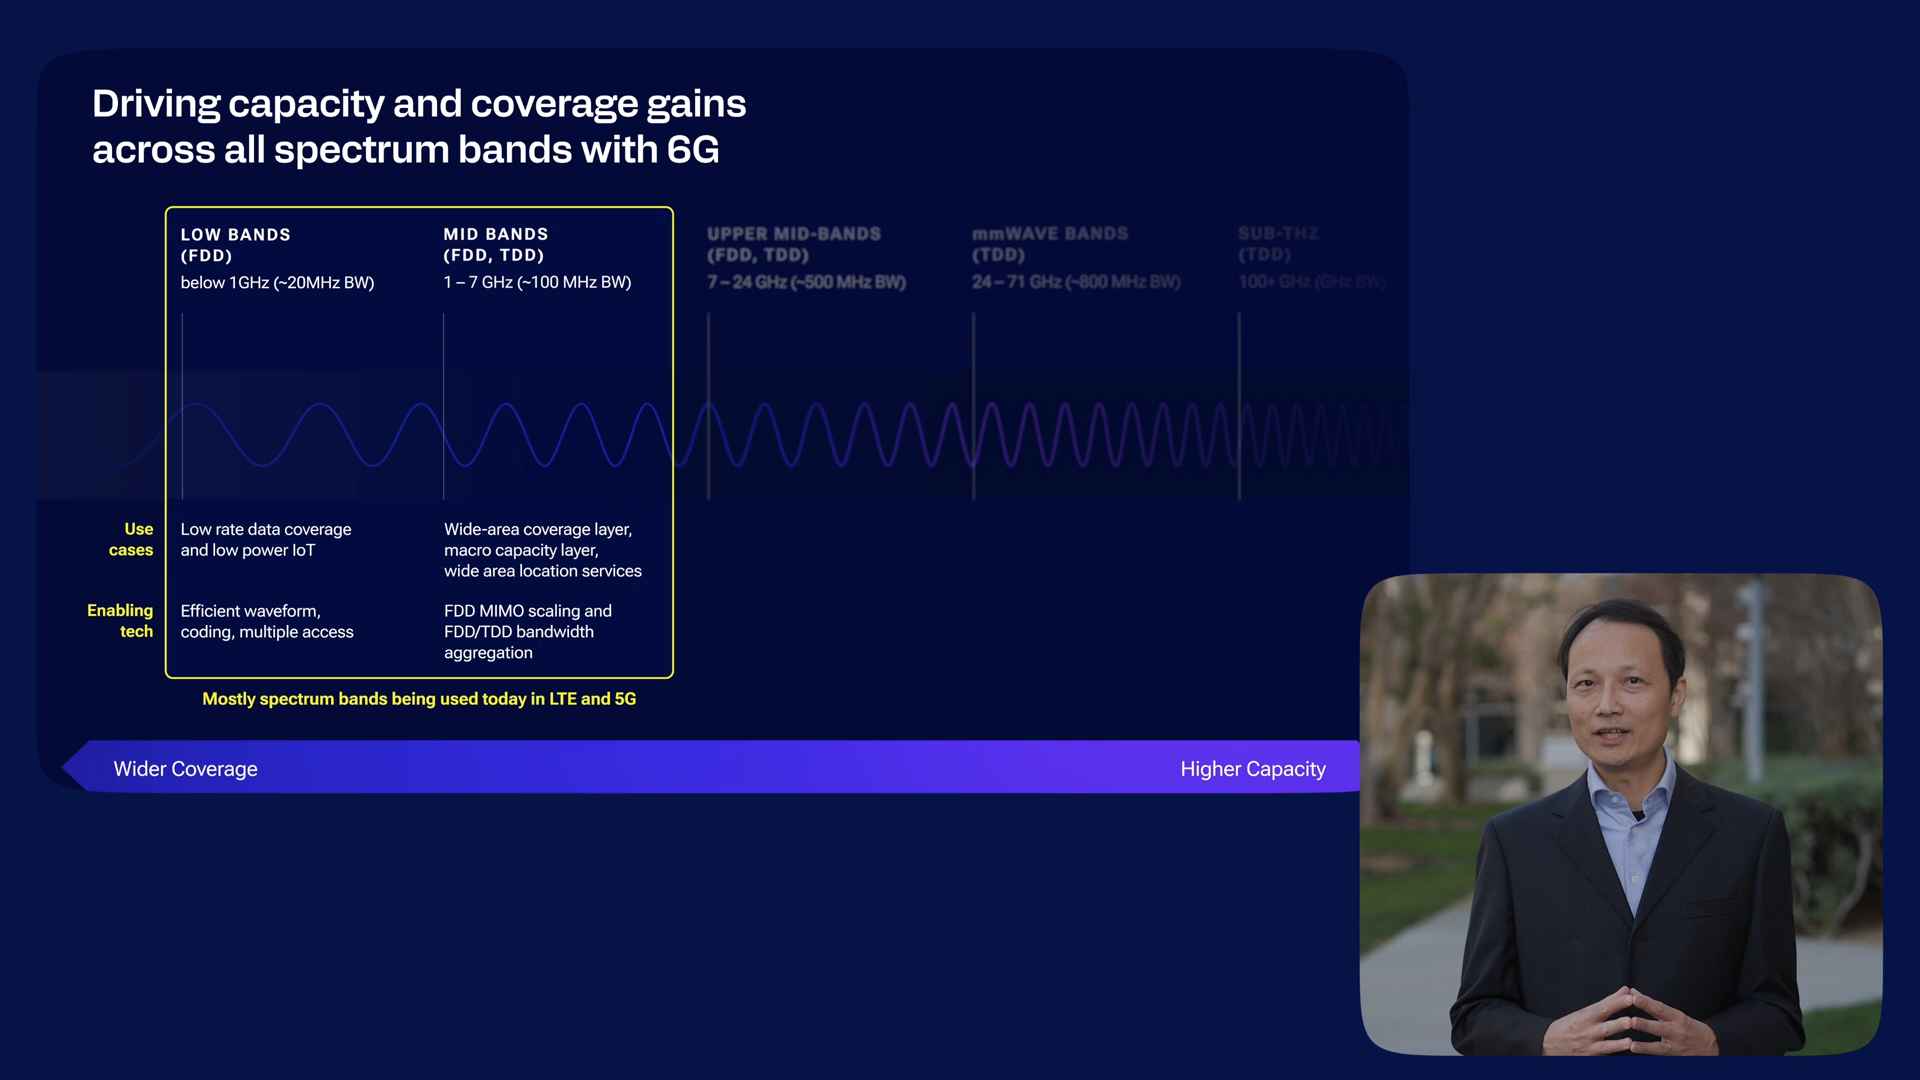 Driving capacity and coverage gains
across all spectrum bands with 6G
LOW BANDS
(FDD)
below 1GHz (~20MHz BW)
MID BANDS
(FDD, TDD)
1 – 7 GHz (~100 MHz BW)
UPPER MID-BANDS
(FDD, TDD)
7 – 24 GHz (~500 MHz BW)
mmWAVE BANDS
(TDD)
24 – 71 GHz (~800 MHz BW)
SUB-THZ
(TDD)
100+ GHz (GHz BW)
Use
cases
Low rate data coverage
and low power IoT
Wide-area coverage layer,
macro capacity layer,
wide area location services
Enabling
tech
Efficient waveform,
coding, multiple access
FDD MIMO scaling and
FDD/TDD bandwidth
aggregation
Mostly spectrum bands being used today in LTE and 5G
Wider Coverage
Higher Capacity